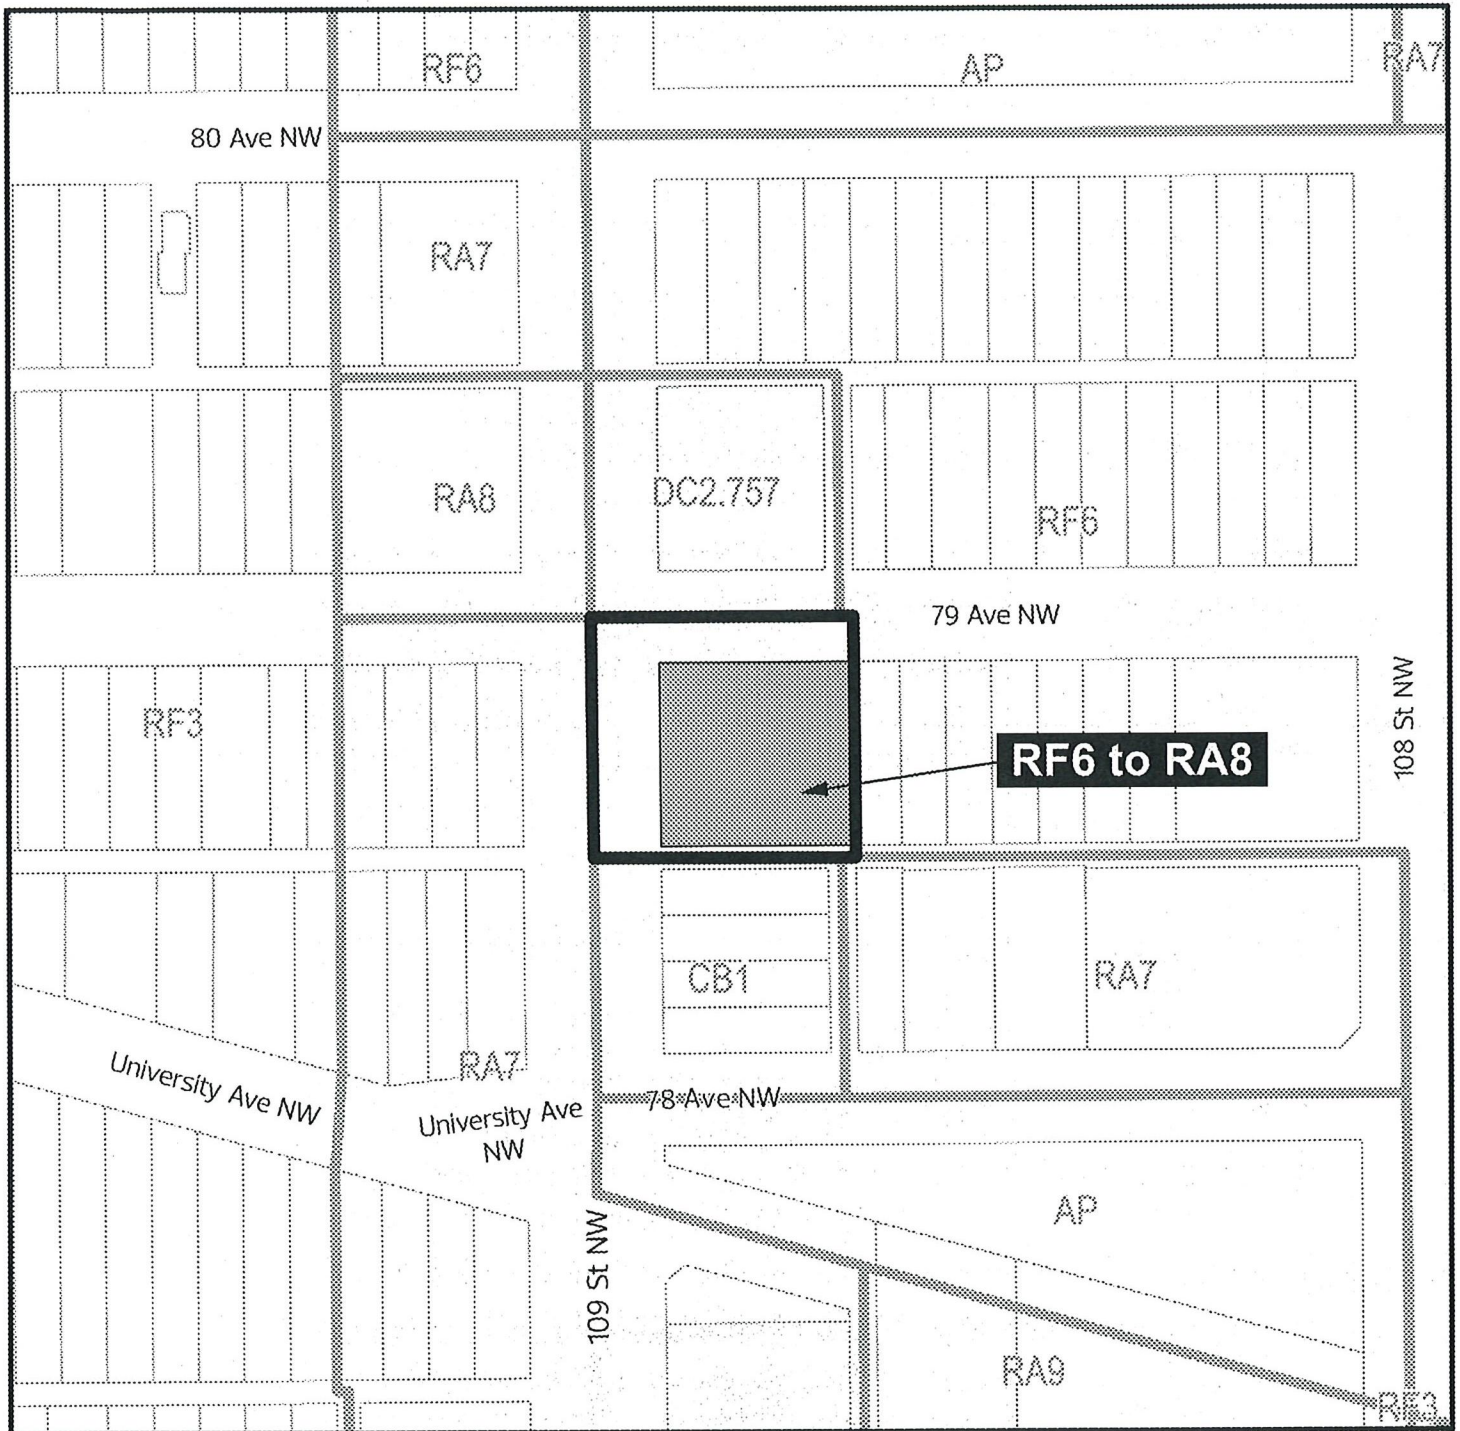 RF6
AP
RA7
80 Ave NW
RA7
RA8
DC2.757
RF6
79 Ave NW
RF3
RF6 to RA8
108 St NW
CB1
RA7
RA7
University Ave NW
University Ave
NW
78 Ave NW
AP
109 St NW
RA9
RF3